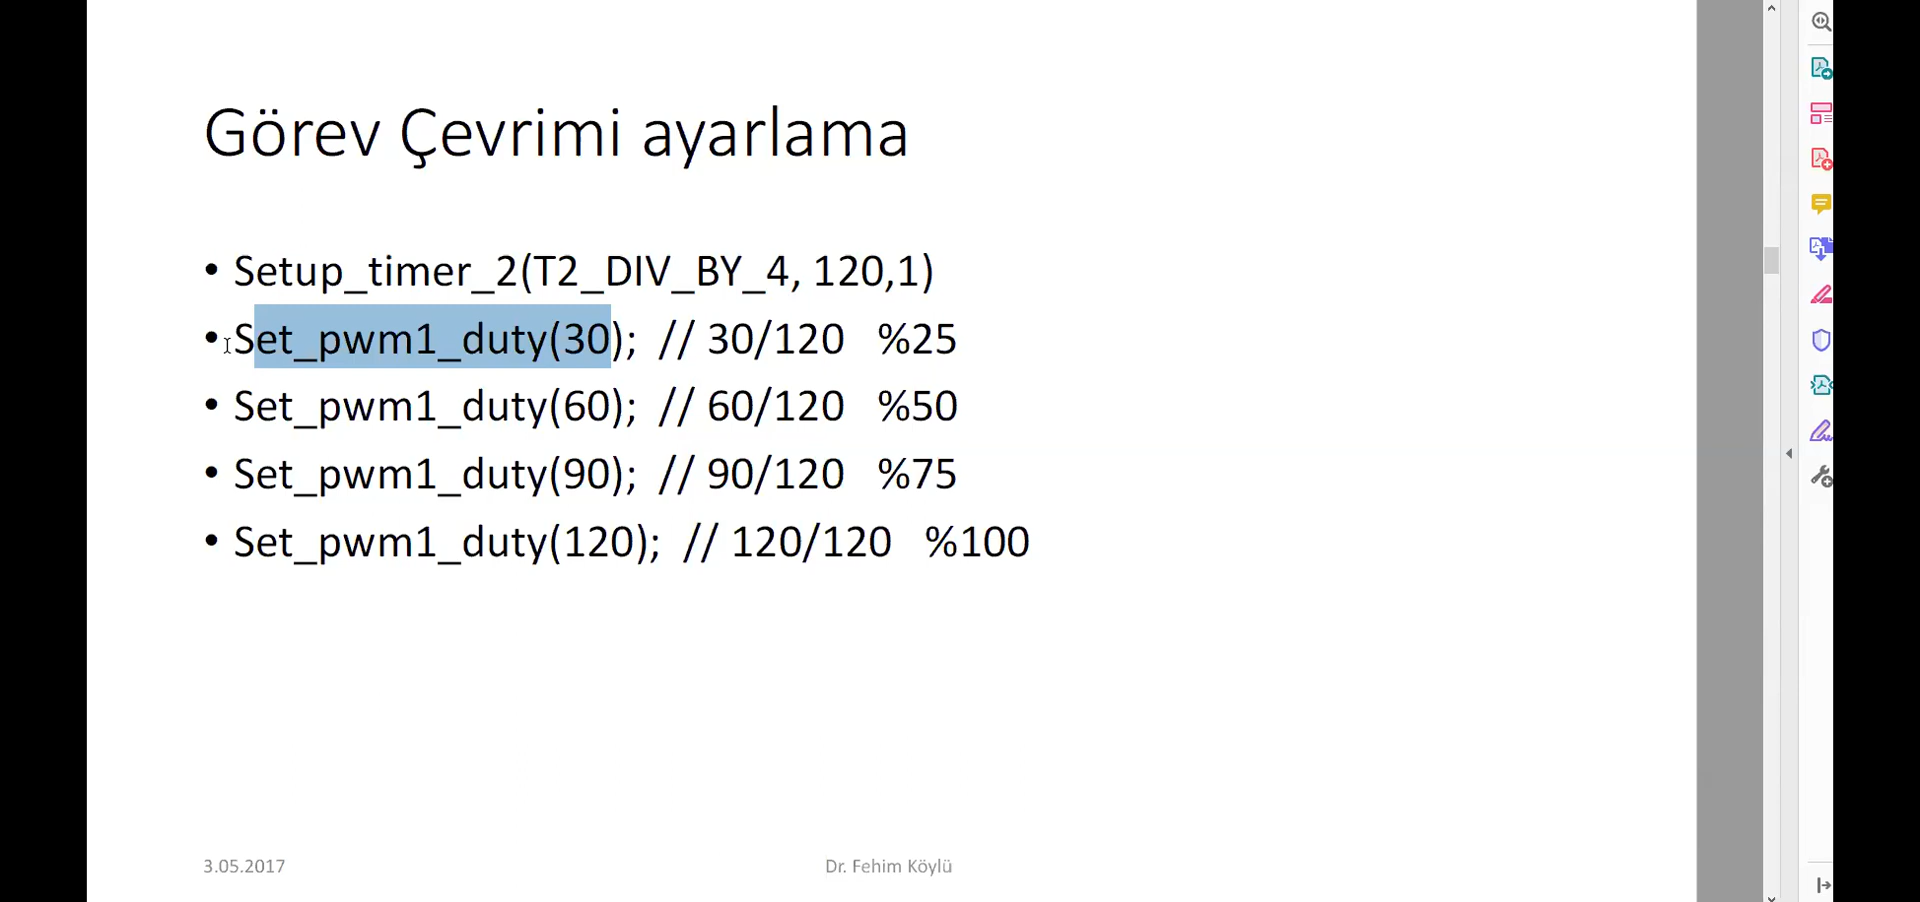 Görev Çevrimi ayarlama
• Setup_timer_2(T2_DIV_BY_4, 120,1)
• Set_pwm1_duty(30);  // 30/120   %25
• Set_pwm1_duty(60);  // 60/120   %50
• Set_pwm1_duty(90);  // 90/120   %75
• Set_pwm1_duty(120);  // 120/120   %100
3.05.2017
Dr. Fehim Köylü